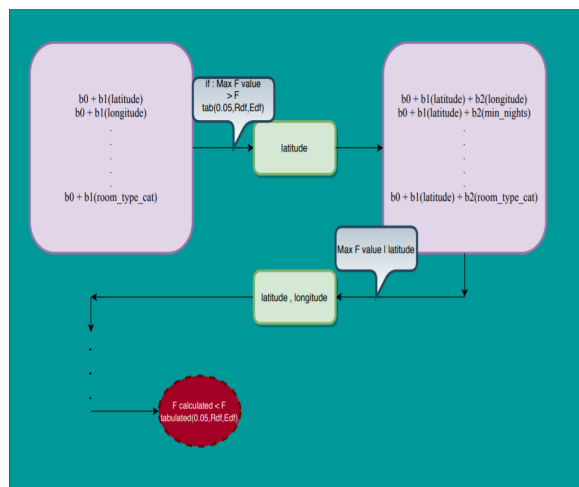 b0 + b1(latitude)
b0 + b1(longitude)
.
.
.
.
.
b0 + b1(room_type_cat)
if : Max F value
> F
tab(0.05,Rdf,Edf)
latitude
b0 + b1(latitude) + b2(longitude)
b0 + b1(latitude) + b2(min_nights)
.
.
.
.
.
b0 + b1(latitude) + b2(room_type_cat)
Max F value I latitude
latitude , longitude
.
.
.
F calculated < F
tabulated(0.05,Rdf,Edf)